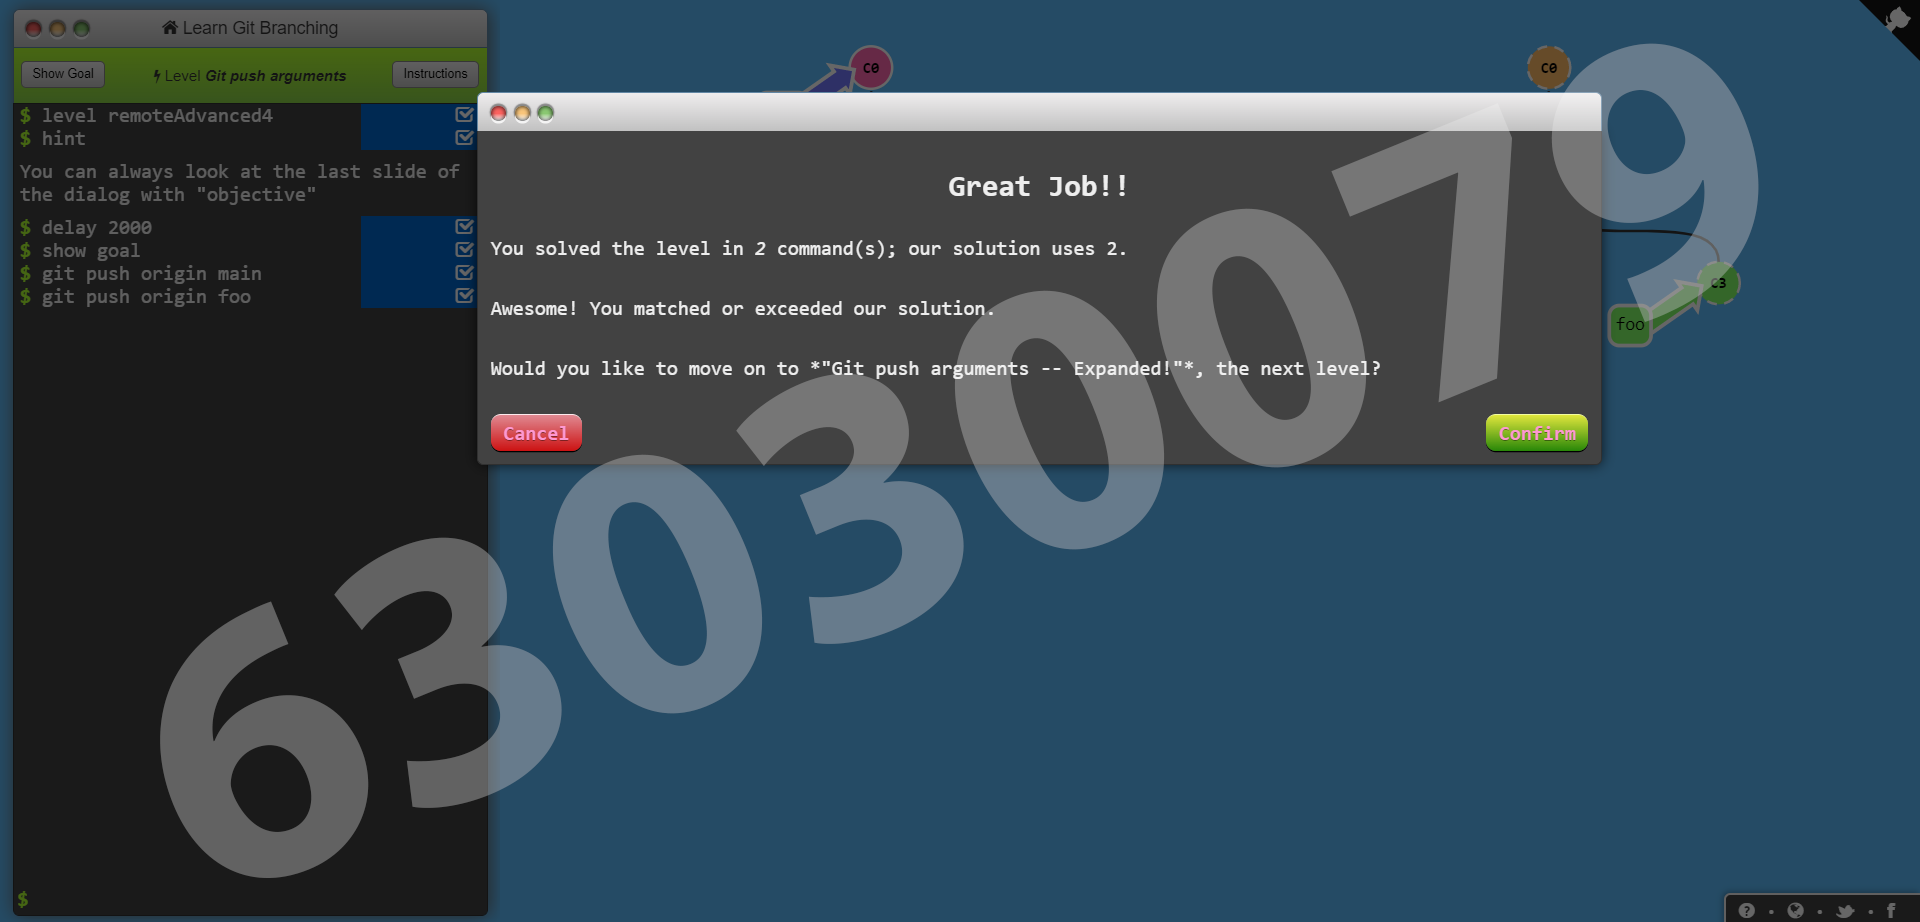 Learn Git Branching
Show Goal
Level Git push arguments
Instructions
$ level remoteAdvanced4
$ hint
You can always look at the last slide of
the dialog with "objective"
$ delay 2000
$ show goal
$ git push origin main
$ git push origin foo
$
C0
C0
C3
foo
Great Job!!
You solved the level in 2 command(s); our solution uses 2.
Awesome! You matched or exceeded our solution.
Would you like to move on to *"Git push arguments -- Expanded!"*, the next level?
Cancel
Confirm
63030079